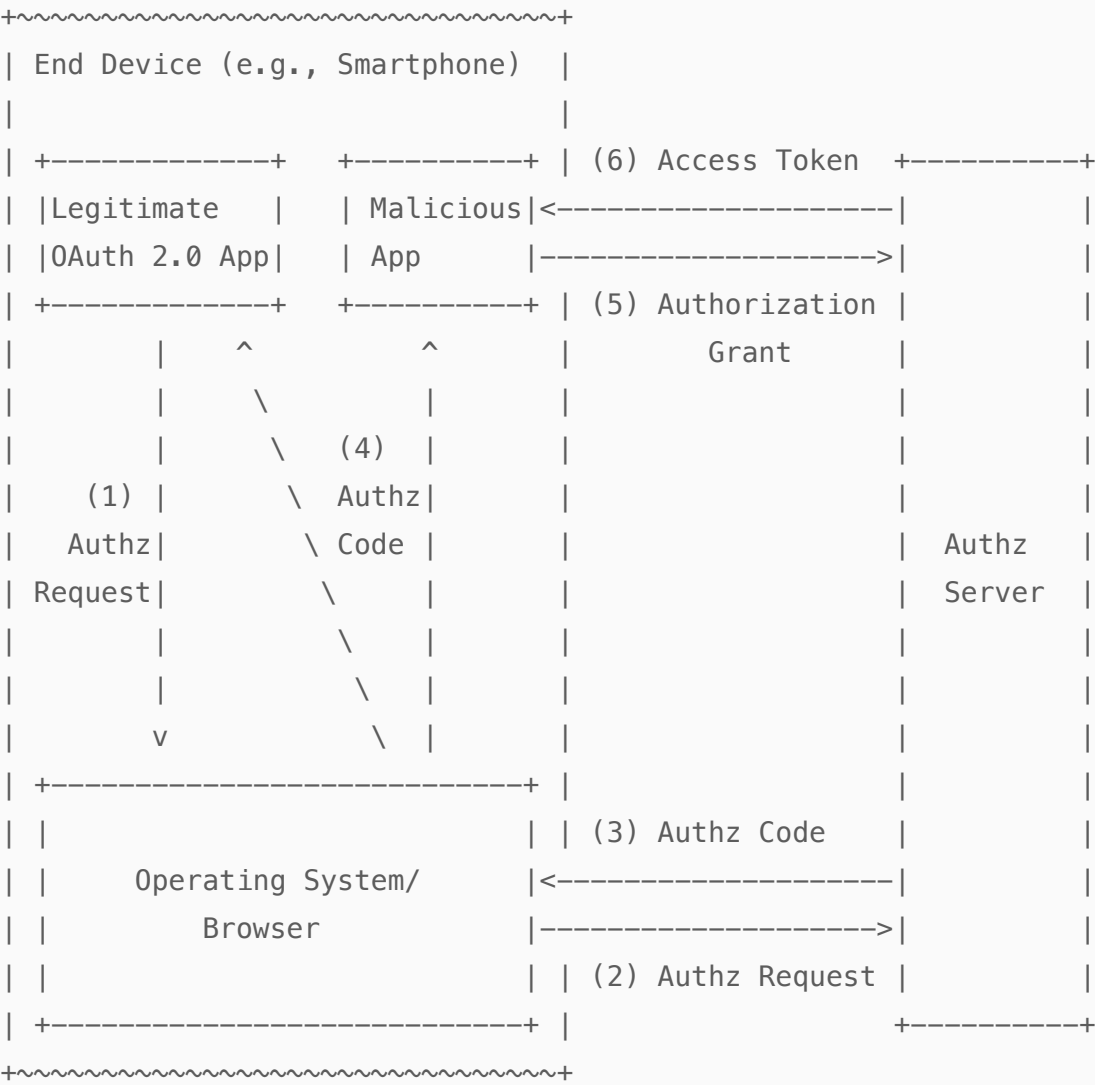 +~~~~~~~~~~~~~~~~~~~~~~~~~~~~~~~~+
| End Device (e.g., Smartphone)  |
|                                |
| +-------------+   +----------+ | (6) Access Token  +----------+
| |Legitimate   |   | Malicious|<--------------------|          |
| |OAuth 2.0 App|   | App      |-------------------->|          |
| +-------------+   +----------+ | (5) Authorization |          |
|        |    ^          ^       |        Grant      |          |
|        |     \         |       |                   |          |
|        |      \   (4)  |       |                   |          |
|    (1) |       \  Authz|       |                   |          |
|   Authz|        \ Code |       |                   |  Authz   |
| Request|         \     |       |                   |  Server  |
|        |          \    |       |                   |          |
|        |           \   |       |                   |          |
|        v            \  |       |                   |          |
| +----------------------------+ |                   |          |
| |                            | | (3) Authz Code    |          |
| |     Operating System/      |<--------------------|          |
| |         Browser            |-------------------->|          |
| |                            | | (2) Authz Request |          |
| +----------------------------+ |                   +----------+
+~~~~~~~~~~~~~~~~~~~~~~~~~~~~~~~~+